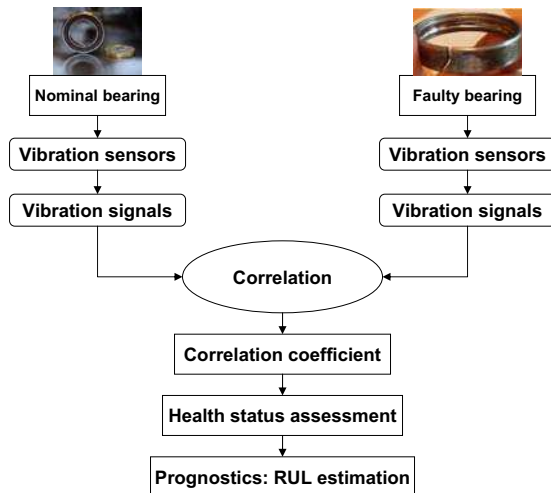 Nominal bearing
Faulty bearing
Vibration sensors
Vibration sensors
Vibration signals
Vibration signals
Correlation
Correlation coefficient
Health status assessment
Prognostics: RUL estimation